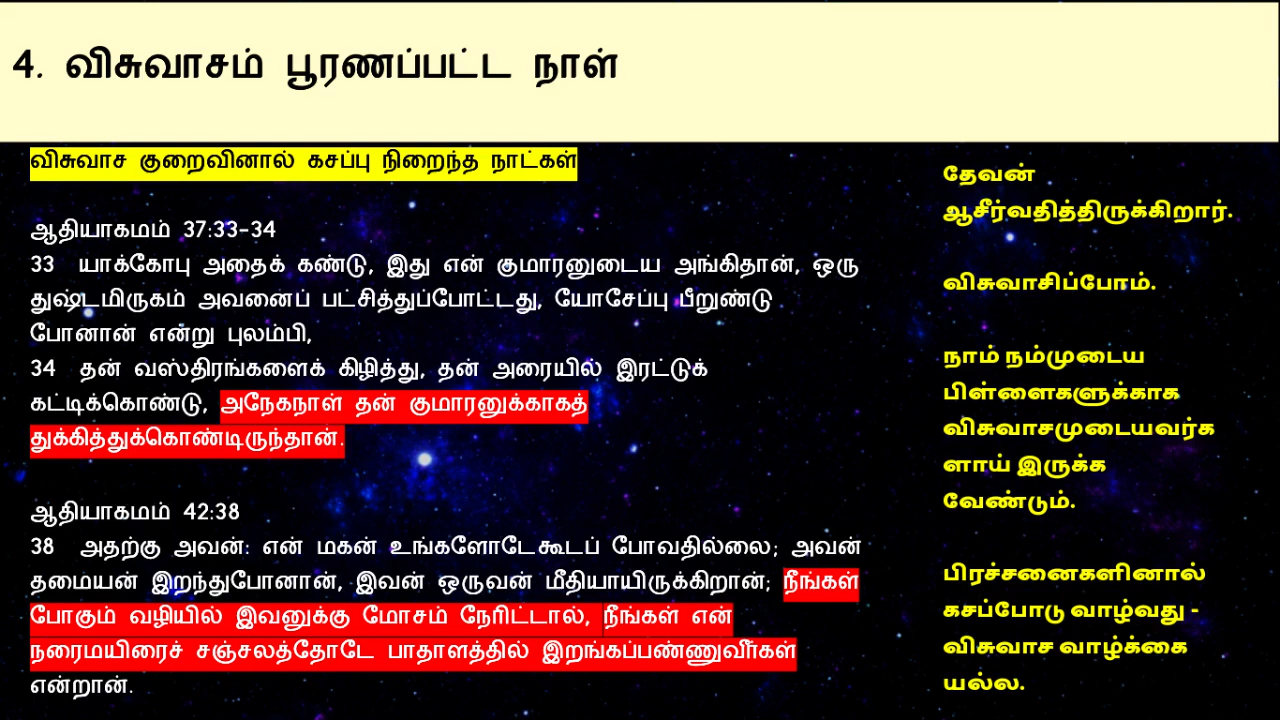 4. விசுவாசம் பூரணப்பட்ட நாள்
விசுவாச குறைவினால் கசப்பு நிறைந்த நாட்கள்
ஆதியாகமம் 37:33-34
33 யாக்கோபு அதைக் கண்டு, இது என் குமாரனுடைய அங்கிதான், ஒரு
துஷ்டமிருகம் அவனைப் பட்சித்துப்போட்டது, யோசேப்பு பீறுண்டு
போனான் என்று புலம்பி,
34 தன் வஸ்திரங்களைக் கிழித்து, தன் அரையில் இரட்டுக்
கட்டிக்கொண்டு, அநேகநாள் தன் குமாரனுக்காகத்
துக்கித்துக்கொண்டிருந்தான்.
ஆதியாகமம் 42:38
38 அதற்கு அவன்: என் மகன் உங்களோடேகூடப் போவதில்லை; அவன்
தமையன் இறந்துபோனான், இவன் ஒருவன் மீதியாயிருக்கிறான்; நீங்கள்
போகும் வழியில் இவனுக்கு மோசம் நேரிட்டால், நீங்கள் என்
நரைமயிரைச் சஞ்சலத்தோடே பாதாளத்தில் இறங்கப்பண்ணுவீர்கள்
என்றான்.
தேவன்
ஆசீர்வதித்திருக்கிறார்.
விசுவாசிப்போம்.
நாம் நம்முடைய
பிள்ளைகளுக்காக
விசுவாசமுடையவர்க
ளாய் இருக்க
வேண்டும்.
பிரச்சனைகளினால்
கசப்போடு வாழ்வது -
விசுவாச வாழ்க்கை
யல்ல.